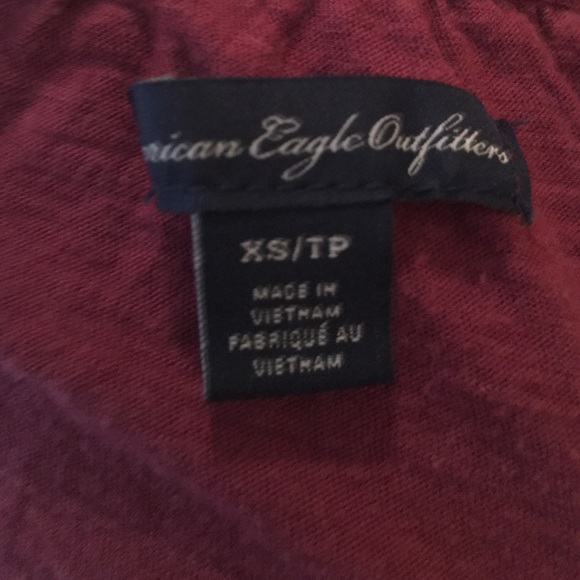 rican Eagle Outfitters
XS/TP
MADE IN
VIETNAM
FABRIQUÉ AU
VIETNAM